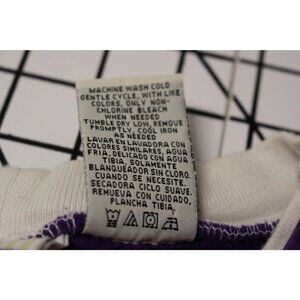 MACHINE WASH COLD
GENTLE CYCLE, WITH LIKE
COLORS, ONLY NON-
CHLORINE BLEACH
WHEN NEEDED
TUMBLE DRY LOW, REMOVE
PROMPTLY, COOL IRON
AS NEEDED
LAVAR EN LAVADORA CON
COLORES SIMILARES, AGUA
FRIA, DELICADO CON AGUA
TIBIA, SOLAMENTE
BLANQUEADOR SIN CLORO.
CUANDO SE NECESITE.
SECADORA CICLO SUAVE.
REMUEVA CON CUIDADO,
PLANCHA TIBIA.